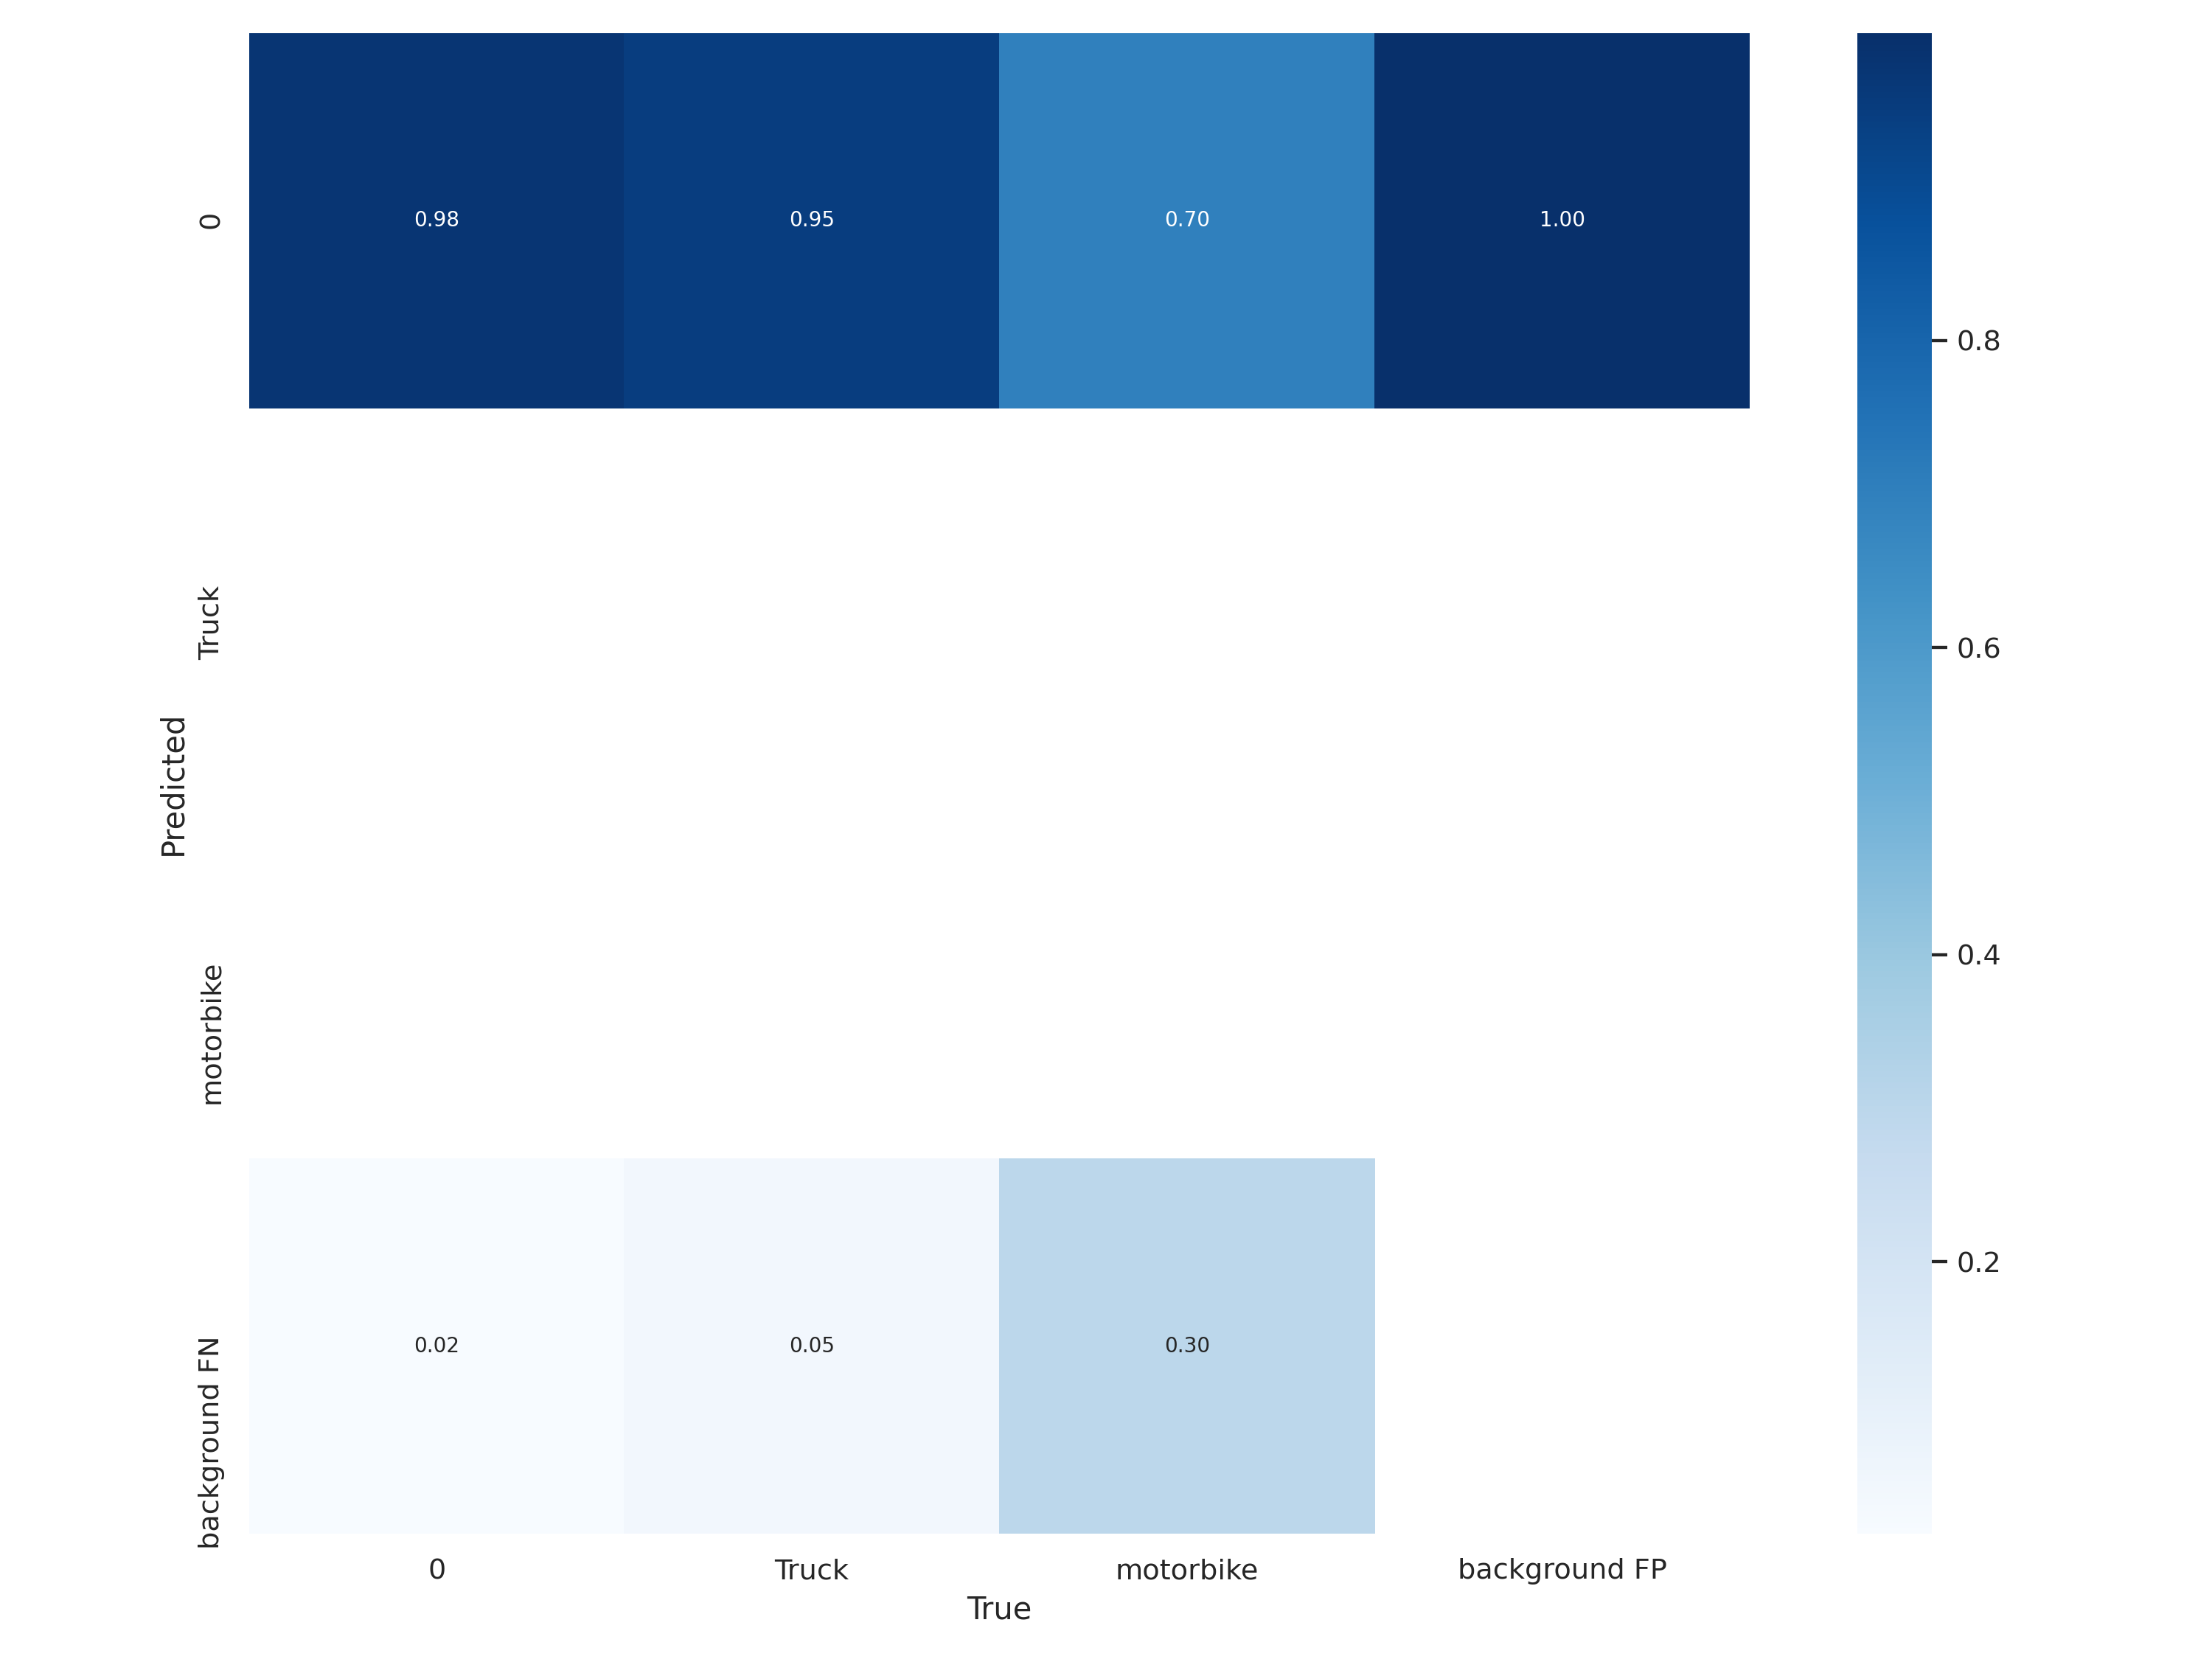 0
0.98 0.95 0.70 1.00
0.8
Truck
0.6
Predicted
0.4
motorbike
0.2
background FN
0.02 0.05 0.30
0 Truck motorbike background FP
True